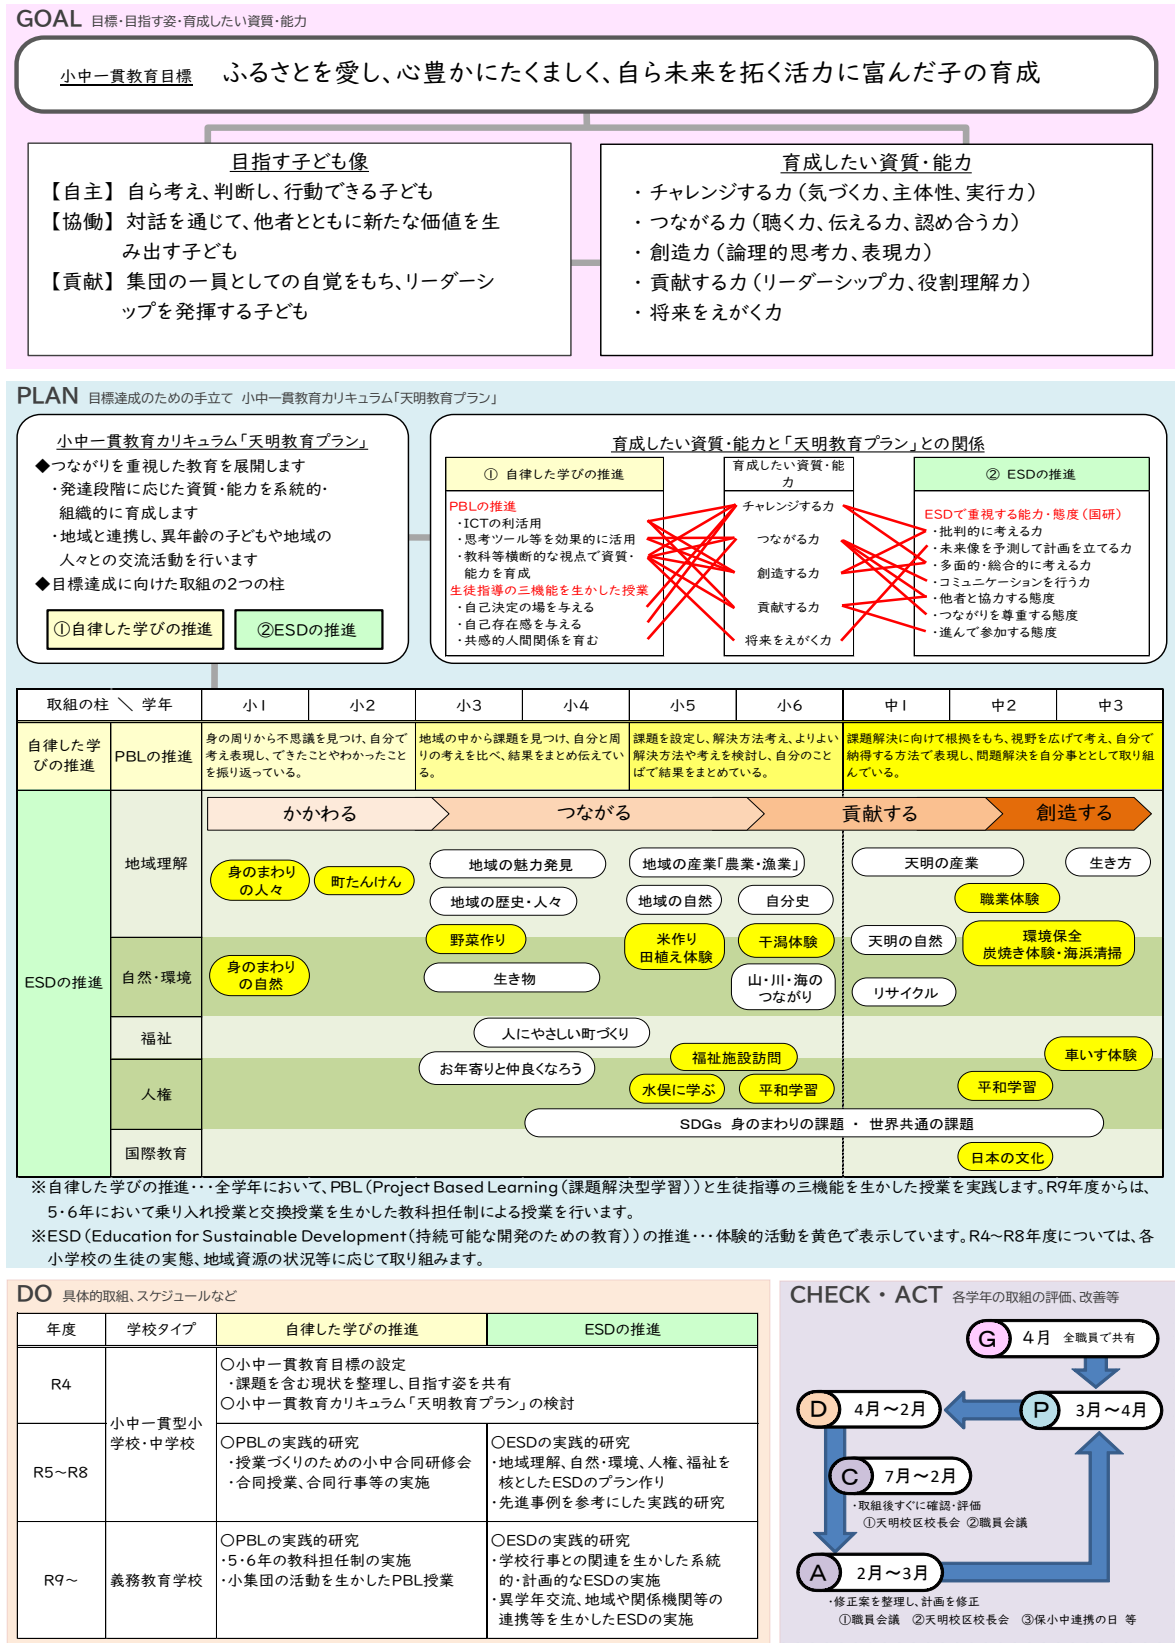 GOAL 目標・目指す姿・育成したい資質・能力
小中一貫教育目標 ふるさとを愛し、心豊かにたくましく、自ら未来を拓く活力に富んだ子の育成
目指す子ども像
【自主】 自ら考え、判断し、行動できる子ども
【協働】 対話を通じて、他者とともに新たな価値を生
み出す子ども
【貢献】 集団の一員としての自覚をもち、リーダーシ
ップを発揮する子ども
育成したい資質・能力
・ チャレンジする力（気づく力、主体性、実行力）
・ つながる力（聴く力、伝える力、認め合う力）
・ 創造力（論理的思考力、表現力）
・ 貢献する力（リーダーシップ力、役割理解力）
・ 将来をえがく力
PLAN 目標達成のための手立て 小中一貫教育カリキュラム「天明教育プラン」
小中一貫教育カリキュラム「天明教育プラン」
◆つながりを重視した教育を展開します
・発達段階に応じた資質・能力を系統的・
組織的に育成します
・地域と連携し、異年齢の子どもや地域の
人々との交流活動を行います
◆目標達成に向けた取組の2つの柱
①自律した学びの推進
②ESDの推進
育成したい資質・能力と「天明教育プラン」との関係
① 自律した学びの推進
PBLの推進
・ICTの利活用
・思考ツール等を効果的に活用
・教科等横断的な視点で資質・
能力を育成
生徒指導の三機能を生かした授業
・自己決定の場を与える
・自己存在感を与える
・共感的人間関係を育む
育成したい資質・能
力
チャレンジする力
つながる力
創造する力
貢献する力
将来をえがく力
② ESDの推進
ESDで重視する能力・態度（国研）
・批判的に考える力
・未来像を予測して計画を立てる力
・多面的・総合的に考える力
・コミュニケーションを行う力
・他者と協力する態度
・つながりを尊重する態度
・進んで参加する態度
取組の柱 ＼ 学年 小1 小2 小3 小4 小5 小6 中1 中2 中3
自律した学
びの推進
PBLの推進
身の周りから不思議を見つけ、自分で
考え表現し、できたことやわかったこと
を振り返っている。
地域の中から課題を見つけ、自分と周
りの考えを比べ、結果をまとめ伝えてい
る。
課題を設定し、解決方法考え、よりよい
解決方法や考えを検討し、自分のこと
ばで結果をまとめている。
課題解決に向けて根拠をもち、視野を広げて考え、自分で
納得する方法で表現し、問題解決を自分事ととして取り組
んでいる。
ESDの推進
かかわる つながる 貢献する 創造する
地域理解
身のまわり
の人々
町たんけん
地域の魅力発見
地域の歴史・人々
地域の産業「農業・漁業」
地域の自然
自分史
天明の産業
生き方
職業体験
自然・環境
身のまわり
の自然
野菜作り
生き物
米作り
田植え体験
干潟体験
山・川・海の
つながり
天明の自然
リサイクル
環境保全
炭焼き体験・海浜清掃
福祉
人にやさしい町づくり
福祉施設訪問
車いす体験
人権
お年寄りと仲良くなろう
水俣に学ぶ
平和学習
平和学習
SDGs 身のまわりの課題 ・ 世界共通の課題
国際教育
日本の文化
※自律した学びの推進・・・全学年において、PBL（Project Based Learning（課題解決型学習））と生徒指導の三機能を生かした授業を実践します。R9年度からは、
5・6年において乗り入れ授業と交換授業を生かした教科担任制による授業を行います。
※ESD（Education for Sustainable Development（持続可能な開発のための教育））の推進・・・体験的活動を黄色で表示しています。R4~R8年度については、各
小学校の生徒の実態、地域資源の状況等に応じて取り組みます。
DO 具体的取組、スケジュールなど
年度 学校タイプ 自律した学びの推進 ESDの推進
R4
小中一貫型小
学校・中学校
○小中一貫教育目標の設定
・課題を含む現状を整理し、目指す姿を共有
○小中一貫教育カリキュラム「天明教育プラン」の検討
R5~R8
○PBLの実践的研究
・授業づくりのための小中合同研修会
・合同授業、合同行事等の実施
○ESDの実践的研究
・地域理解、自然・環境、人権、福祉を
核としたESDのプラン作り
・先進事例を参考にした実践的研究
R9~
義務教育学校
○PBLの実践的研究
・5・6年の教科担任制の実施
・小集団の活動を生かしたPBL授業
○ESDの実践的研究
・学校行事との関連を生かした系統
的・計画的なESDの実施
・異学年交流、地域や関係機関等の
連携等を生かしたESDの実施
CHECK・ACT 各学年の取組の評価、改善等
G 4月 全職員で共有
D 4月～2月
P 3月～4月
C 7月～2月
・取組後すぐに確認・評価
①天明校区校長会 ②職員会議
A 2月～3月
・修正案を整理し、計画を修正
①職員会議 ②天明校区校長会 ③保小中連携の日 等